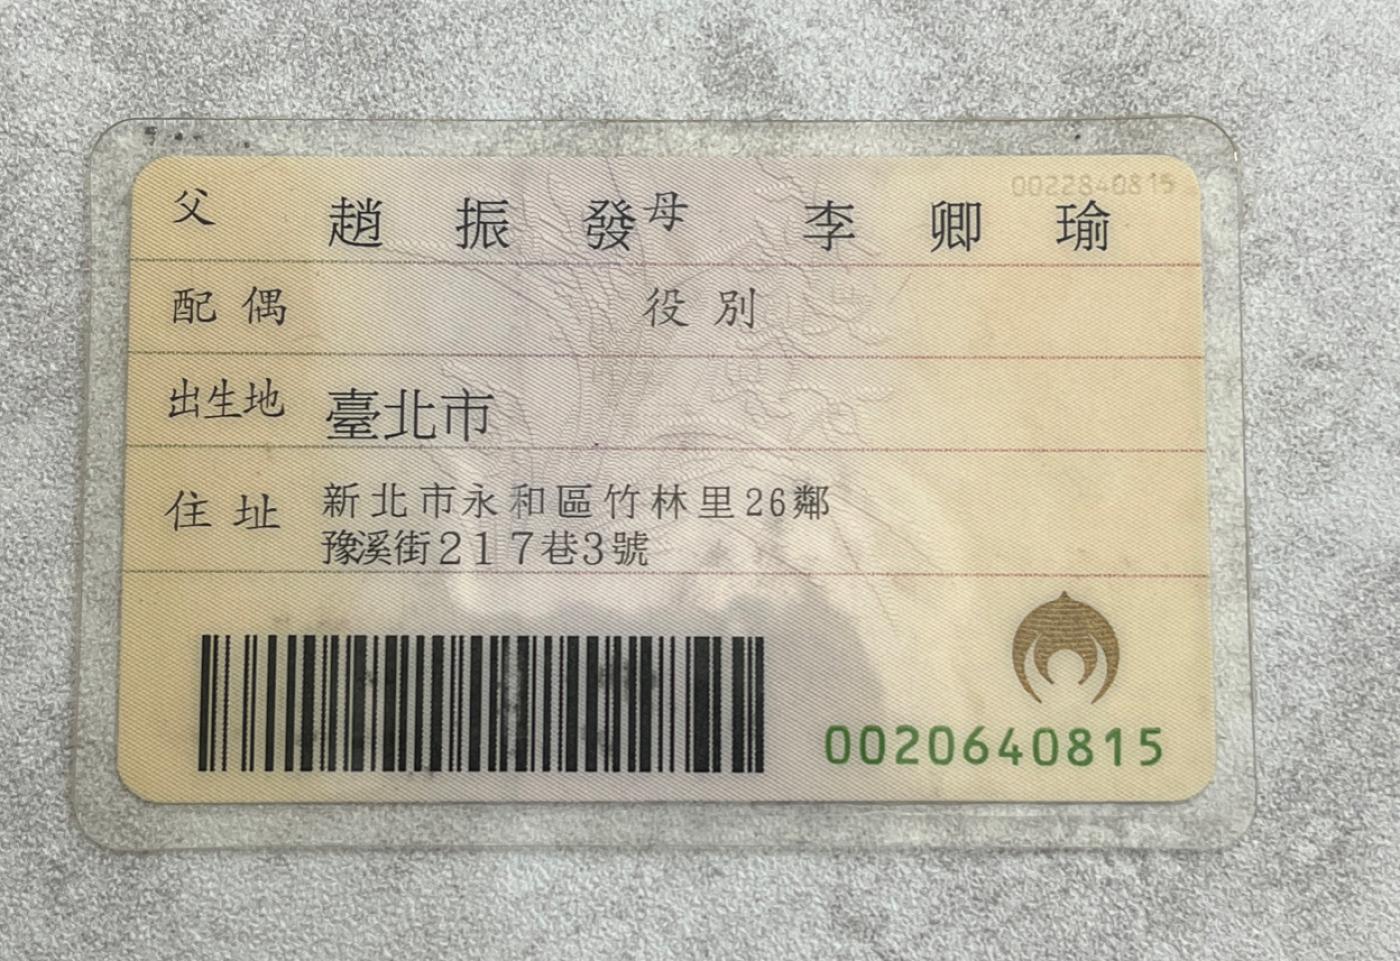 0022840815
父 趙振發 母 李卿瑜
配偶 役別
出生地 臺北市
住址 新北市永和區竹林里26鄰
豫溪街217巷3號
0020640815